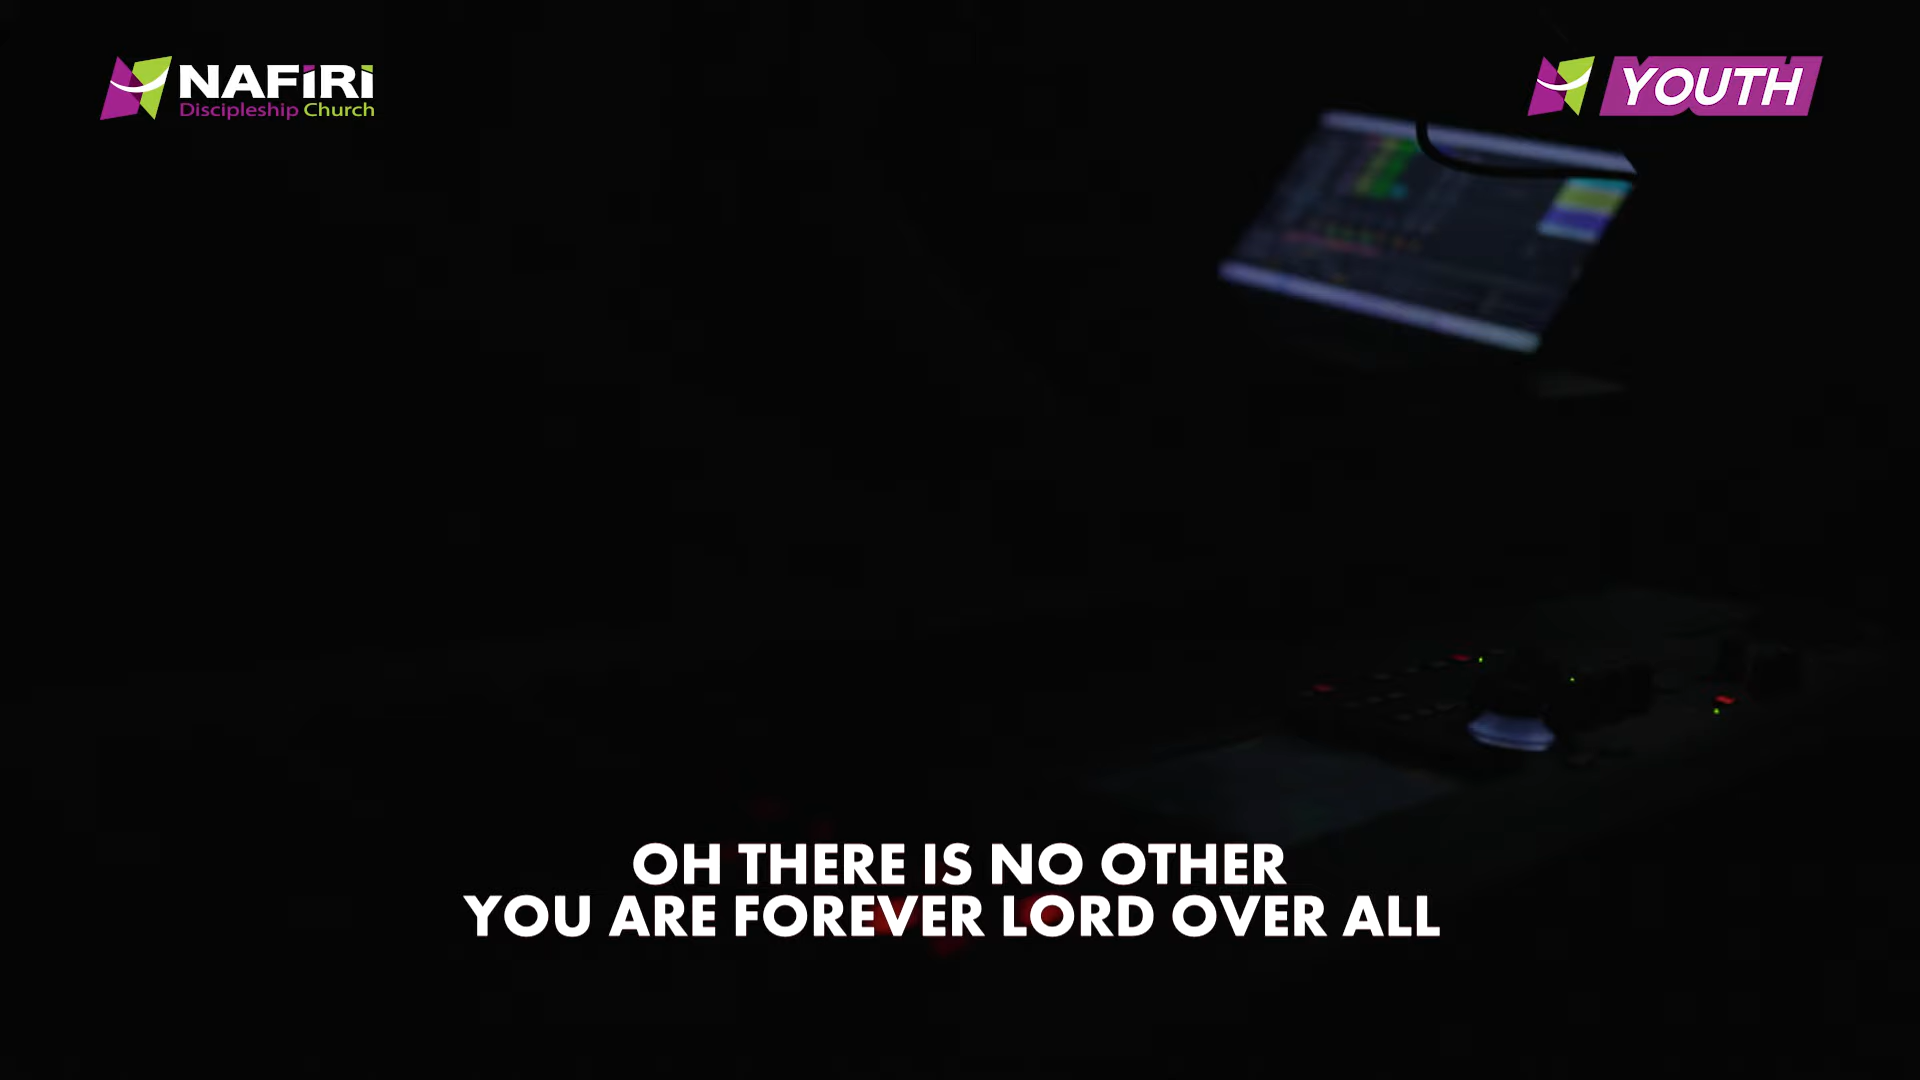 NAFIRI
Discipleship Church
YOUTH
OH THERE IS NO OTHER
YOU ARE FOREVER LORD OVER ALL